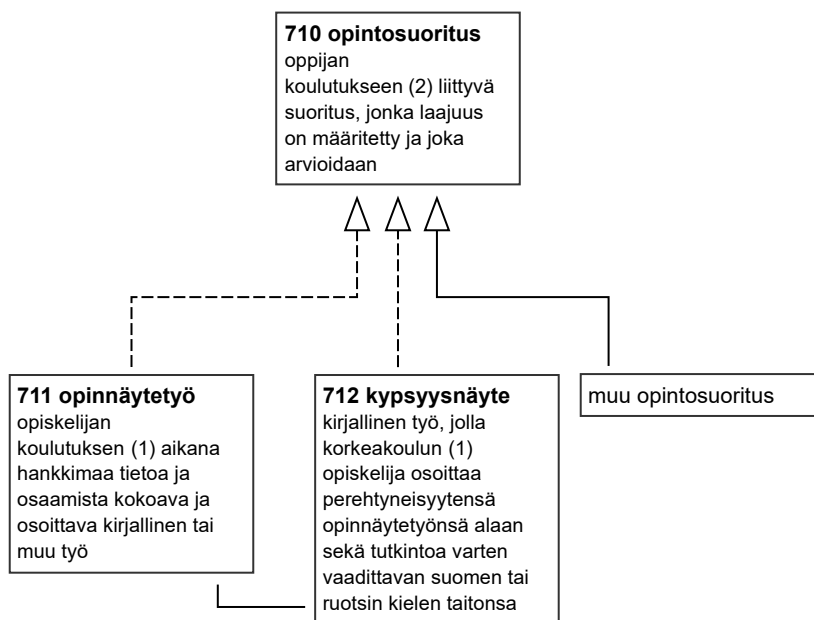 710 opintosuoritus
oppijan
koulutukseen (2) liittyvä
suoritus, jonka laajuus
on määritetty ja joka
arvioidaan
711 opinnäytetyö
opiskelijan
koulutuksen (1) aikana
hankkimaa tietoa ja
osaamista kokoava ja
osoittava kirjallinen tai
muu työ
712 kypsyysnäyte
kirjallinen työ, jolla
korkeakoulun (1)
opiskelija osoittaa
perehtyneisyytensä
opinnäytetyönsä alaan
sekä tutkintoa varten
vaadittavan suomen tai
ruotsin kielen taitonsa
muu opintosuoritus